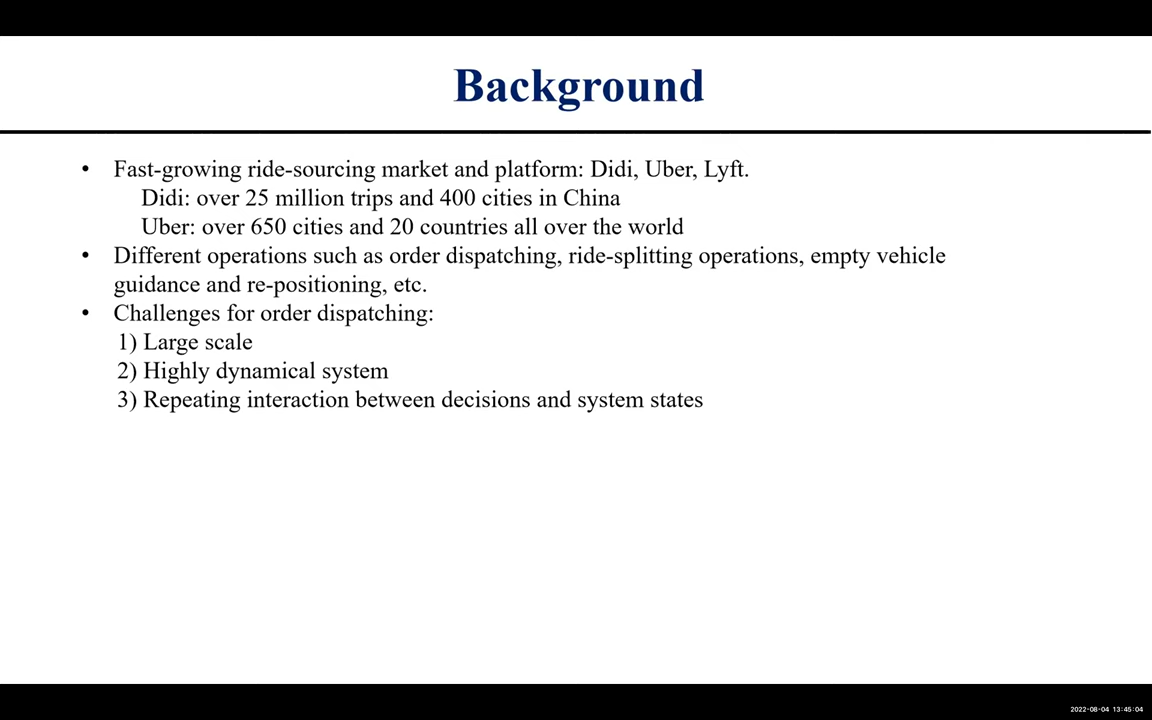 Background
• Fast-growing ride-sourcing market and platform: Didi, Uber, Lyft.
Didi: over 25 million trips and 400 cities in China
Uber: over 650 cities and 20 countries all over the world
• Different operations such as order dispatching, ride-splitting operations, empty vehicle
guidance and re-positioning, etc.
• Challenges for order dispatching:
1) Large scale
2) Highly dynamical system
3) Repeating interaction between decisions and system states
2022-08-04 13:45:04